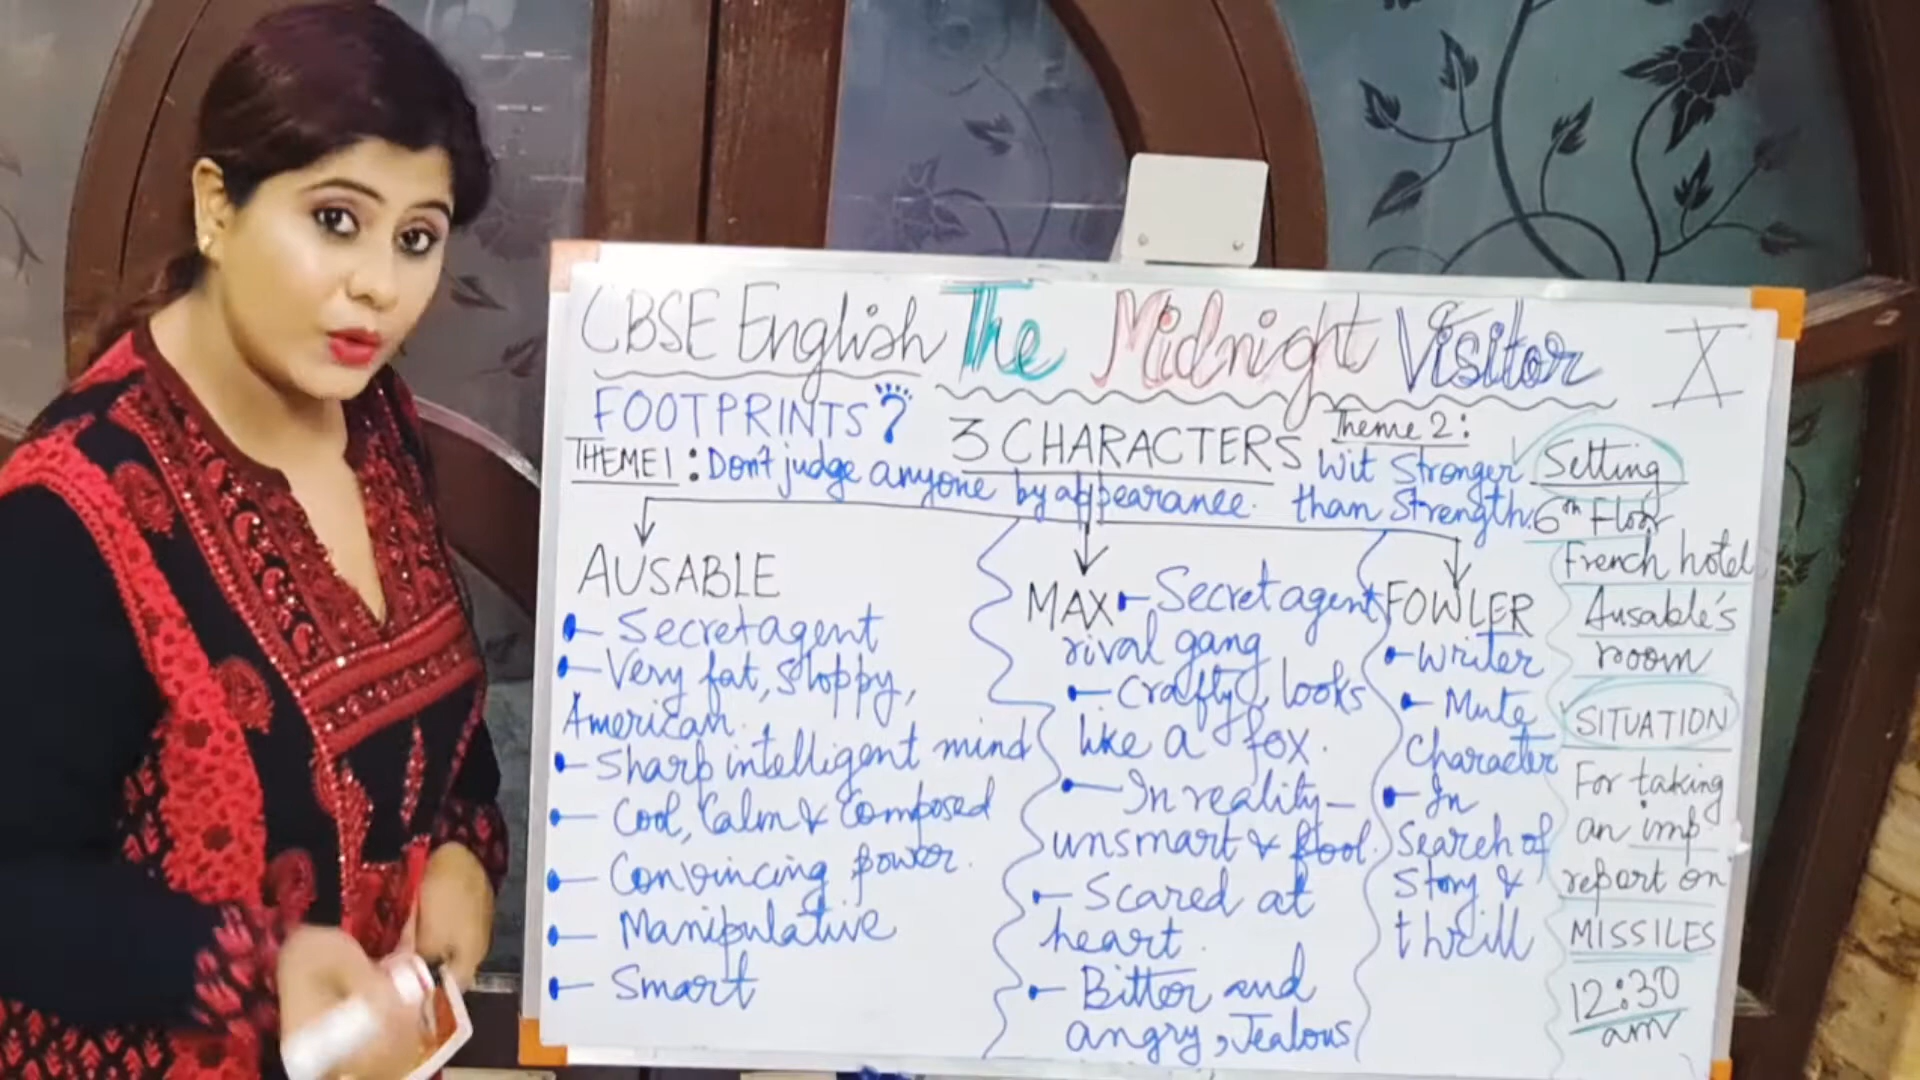 CBSE English The Midnight Visitor X
FOOTPRINTS
THEME 1: Don't judge anyone by appearance.
3 CHARACTERS
Theme 2:
Wit Stronger
than Strength.
AUSABLE
- Secret agent
- Very fat, sloppy,
American.
- Sharp intelligent mind
- Cool, Calm & Composed
- Convincing power.
- Manipulative
- Smart
MAX - Secret agent
rival gang
- Crafty, looks
like a fox.
- In reality -
unsmart & fool.
- Scared at
heart.
- Bitter and
angry, Jealous
FOWLER
- Writer
- Mute
Character
- In
Search of
Story &
thrill
Setting
6th Floor
French hotel
Ausable's
room
SITUATION
For taking
an imp
report on
MISSILES
12:30
am